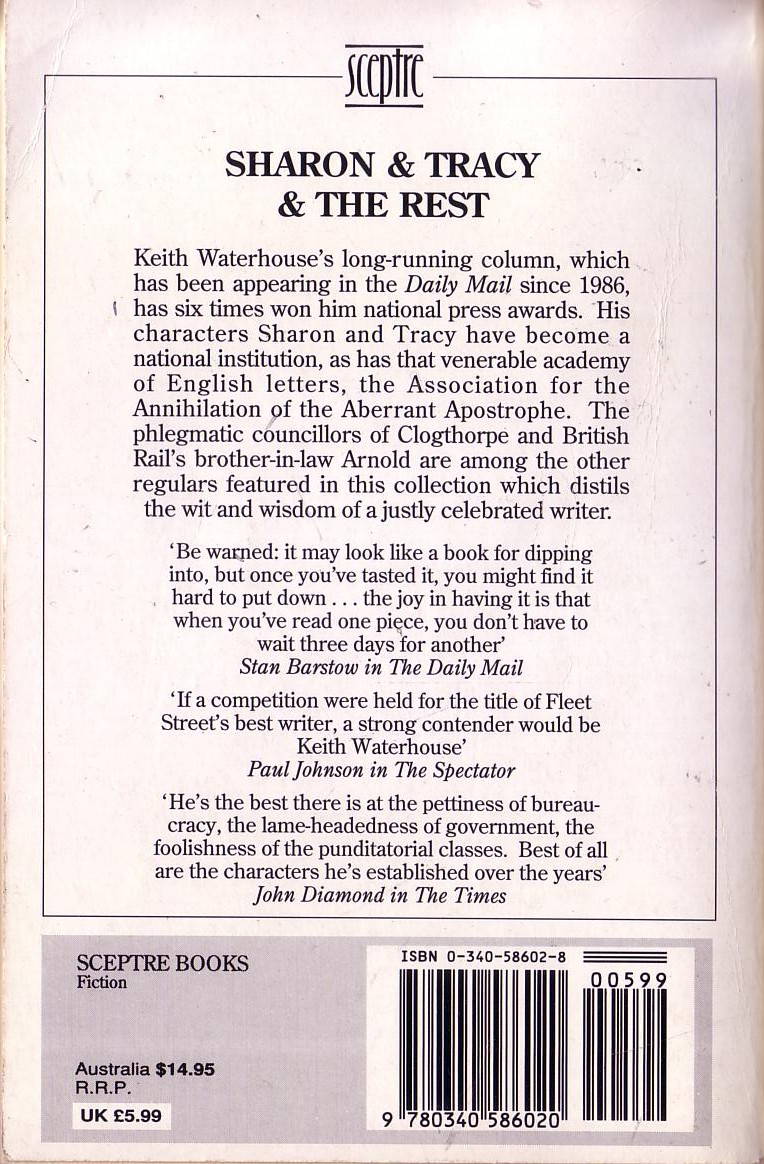 sceptre
SHARON & TRACY
& THE REST
Keith Waterhouse's long-running column, which
has been appearing in the Daily Mail since 1986,
has six times won him national press awards. His
characters Sharon and Tracy have become a
national institution, as has that venerable academy
of English letters, the Association for the
Annihilation of the Aberrant Apostrophe. The
phlegmatic councillors of Clogthorpe and British
Rail's brother-in-law Arnold are among the other
regulars featured in this collection which distils
the wit and wisdom of a justly celebrated writer.
‘Be warned: it may look like a book for dipping
into, but once you've tasted it, you might find it
hard to put down . . . the joy in having it is that
when you've read one piece, you don't have to
wait three days for another’
Stan Barstow in The Daily Mail
‘If a competition were held for the title of Fleet
Street's best writer, a strong contender would be
Keith Waterhouse’
Paul Johnson in The Spectator
‘He's the best there is at the pettiness of bureau-
cracy, the lame-headedness of government, the
foolishness of the punditatorial classes. Best of all
are the characters he's established over the years’
John Diamond in The Times
SCEPTRE BOOKS
Fiction
Australia $14.95
R.R.P.
UK £5.99
ISBN 0-340-58602-8
00599
9 780340 586020